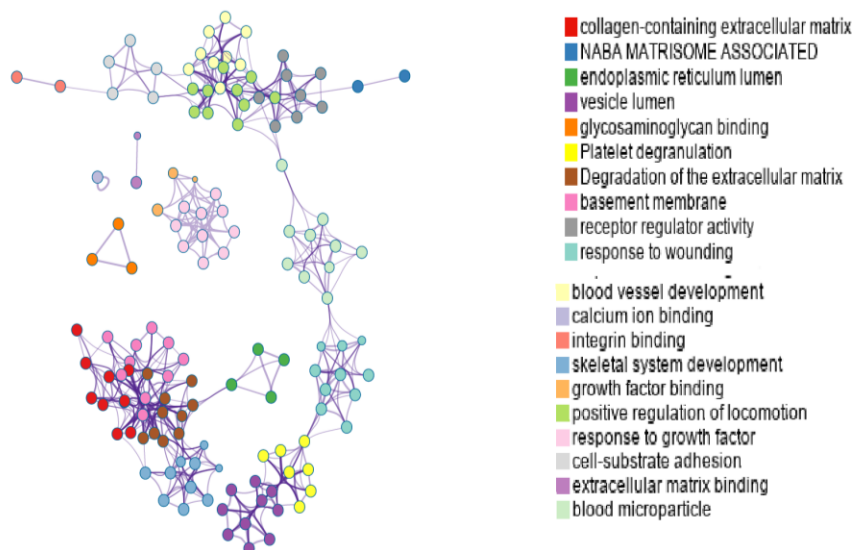 collagen-containing extracellular matrix
NABA MATRISOME ASSOCIATED
endoplasmic reticulum lumen
vesicle lumen
glycosaminoglycan binding
Platelet degranulation
Degradation of the extracellular matrix
basement membrane
receptor regulator activity
response to wounding
blood vessel development
calcium ion binding
integrin binding
skeletal system development
growth factor binding
positive regulation of locomotion
response to growth factor
cell-substrate adhesion
extracellular matrix binding
blood microparticle